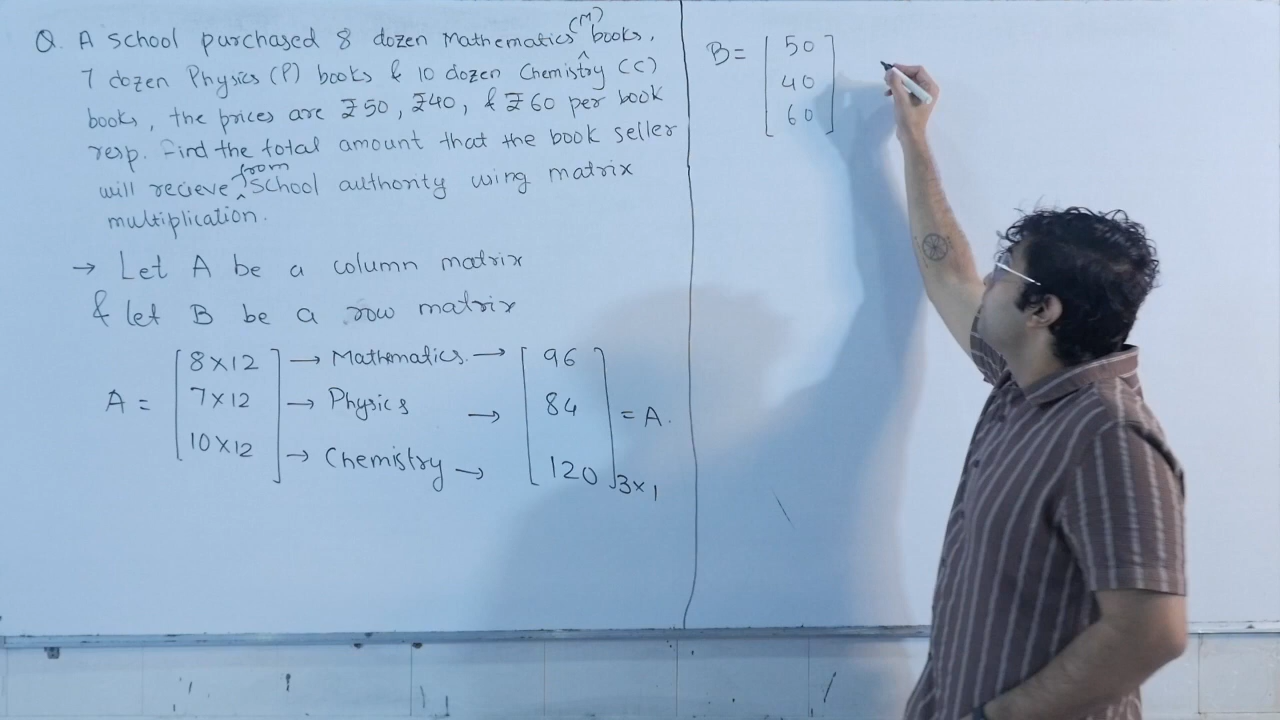 Q. A School purchased 8 dozen Mathematics (M) books,
7 dozen Physics (P) books & 10 dozen Chemistry (C)
books, the prices are ₹50, ₹40, & ₹60 per book
resp. Find the total amount that the book seller
will recieve from School authority using matrix
multiplication.
→ Let A be a column matrix
& let B be a row matrix
A = [ 8×12 ] → Mathematics. → [ 96 ]
7×12 → Physics → 84 = A.
10×12 → Chemistry → 120 3×1
B = [ 50 ]
40
60